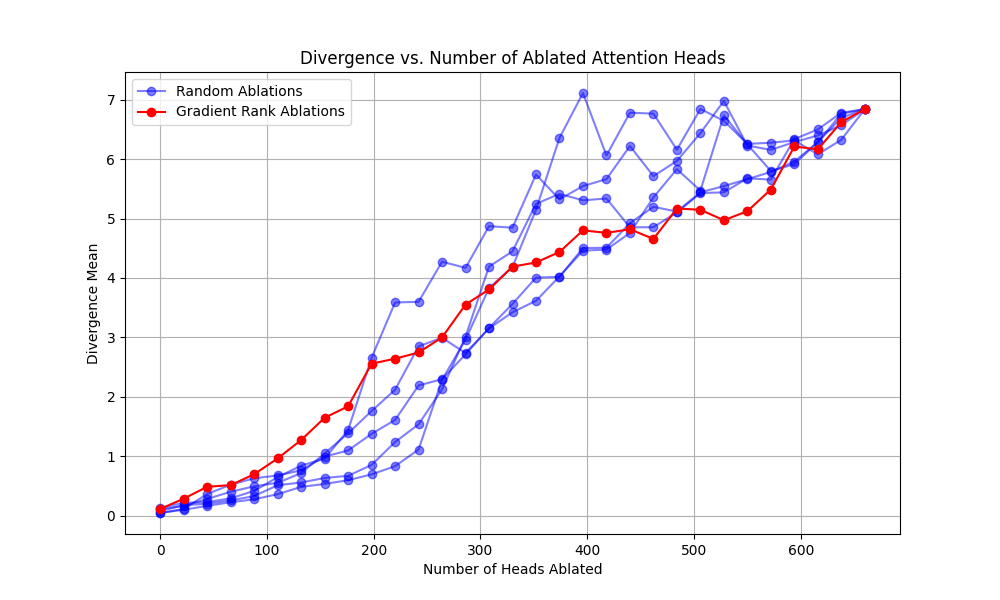 Divergence vs. Number of Ablated Attention Heads
Random Ablations
Gradient Rank Ablations
7
6
5
4
3
2
1
0
Divergence Mean
0 100 200 300 400 500 600
Number of Heads Ablated